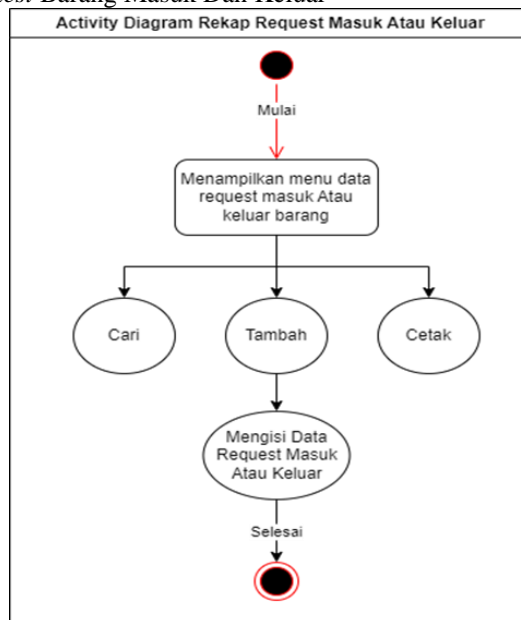 Barang Masuk Dan Keluar
Activity Diagram Rekap Request Masuk Atau Keluar
Mulai
Menampilkan menu data
request masuk Atau
keluar barang
Cari
Tambah
Cetak
Mengisi Data
Request Masuk
Atau Keluar
Selesai